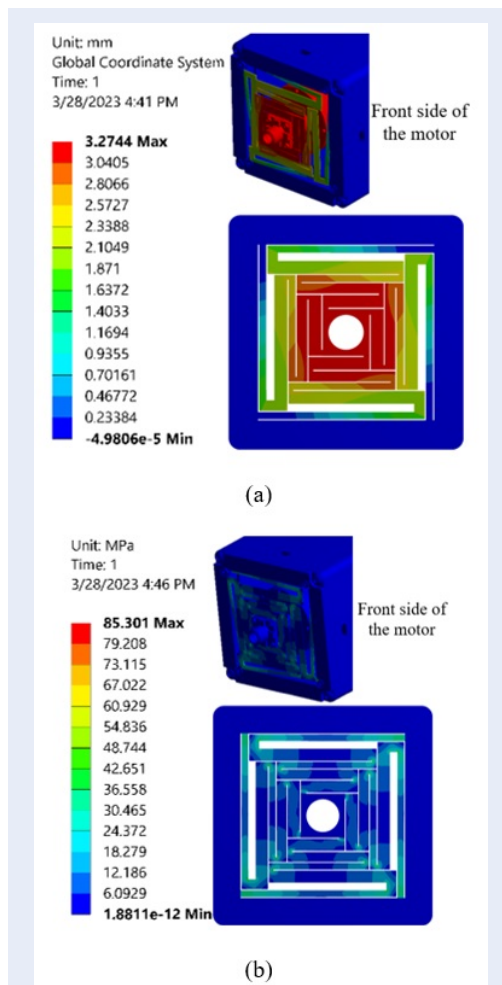 Unit: mm
Global Coordinate System
Time: 1
3/28/2023 4:41 PM
3.2744 Max
3.0405
2.8066
2.5727
2.3388
2.1049
1.871
1.6372
1.4033
1.1694
0.9355
0.70161
0.46772
0.23384
-4.9806e-5 Min
Front side of
the motor
(a)
Unit: MPa
Time: 1
3/28/2023 4:46 PM
85.301 Max
79.208
73.115
67.022
60.929
54.836
48.744
42.651
36.558
30.465
24.372
18.279
12.186
6.0929
1.8811e-12 Min
Front side of
the motor
(b)